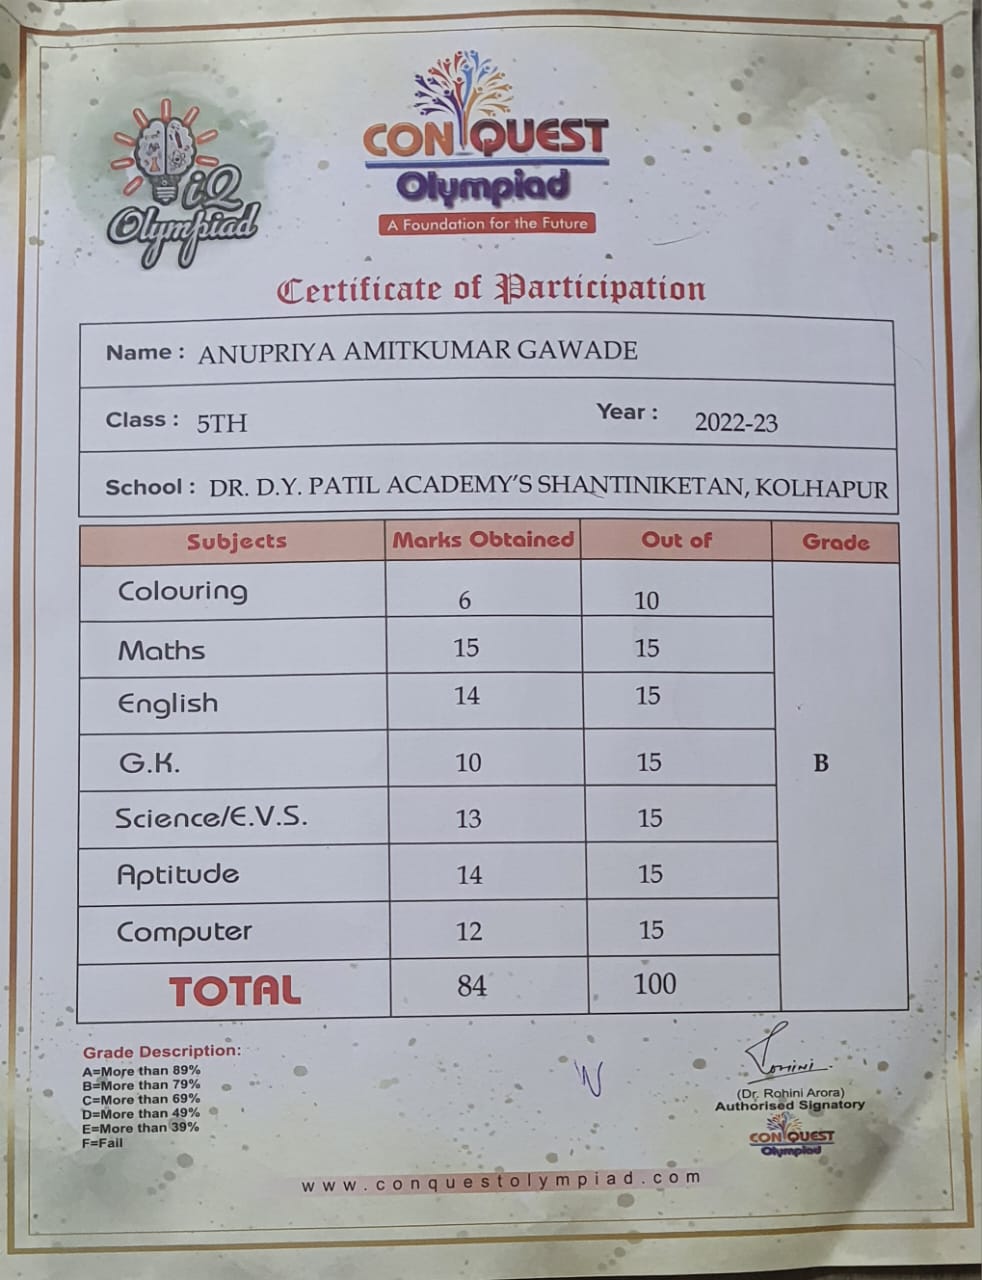 iQ
Olympiad
CONQUEST
Olympiad
A Foundation for the Future
Certificate of Participation
Name : ANUPRIYA AMITKUMAR GAWADE
Class : 5TH Year : 2022-23
School : DR. D.Y. PATIL ACADEMY'S SHANTINIKETAN, KOLHAPUR
Subjects Marks Obtained Out of Grade
Colouring 6 10
Maths 15 15
English 14 15
G.K. 10 15 B
Science/E.V.S. 13 15
Aptitude 14 15
Computer 12 15
TOTAL 84 100
Grade Description:
A=More than 89%
B=More than 79%
C=More than 69%
D=More than 49%
E=More than 39%
F=Fail
Rohini
(Dr. Rohini Arora)
Authorised Signatory
CONQUEST
Olympiad
www.conquestolympiad.com